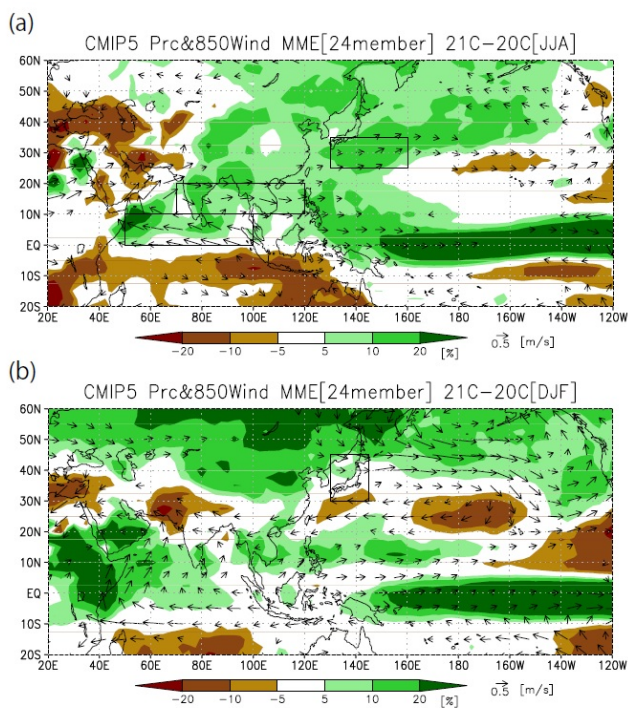 (a)
CMIP5 Prc&850Wind MME[24member] 21C-20C[JJA]
60N
50N
40N
30N
20N
10N
EQ
10S
20S
20E 40E 60E 80E 100E 120E 140E 160E 180 160W 140W 120W
-20 -10 -5 5 10 20 [%] 0.5 [m/s]
(b)
CMIP5 Prc&850Wind MME[24member] 21C-20C[DJF]
60N
50N
40N
30N
20N
10N
EQ
10S
20S
20E 40E 60E 80E 100E 120E 140E 160E 180 160W 140W 120W
-20 -10 -5 5 10 20 [%] 0.5 [m/s]